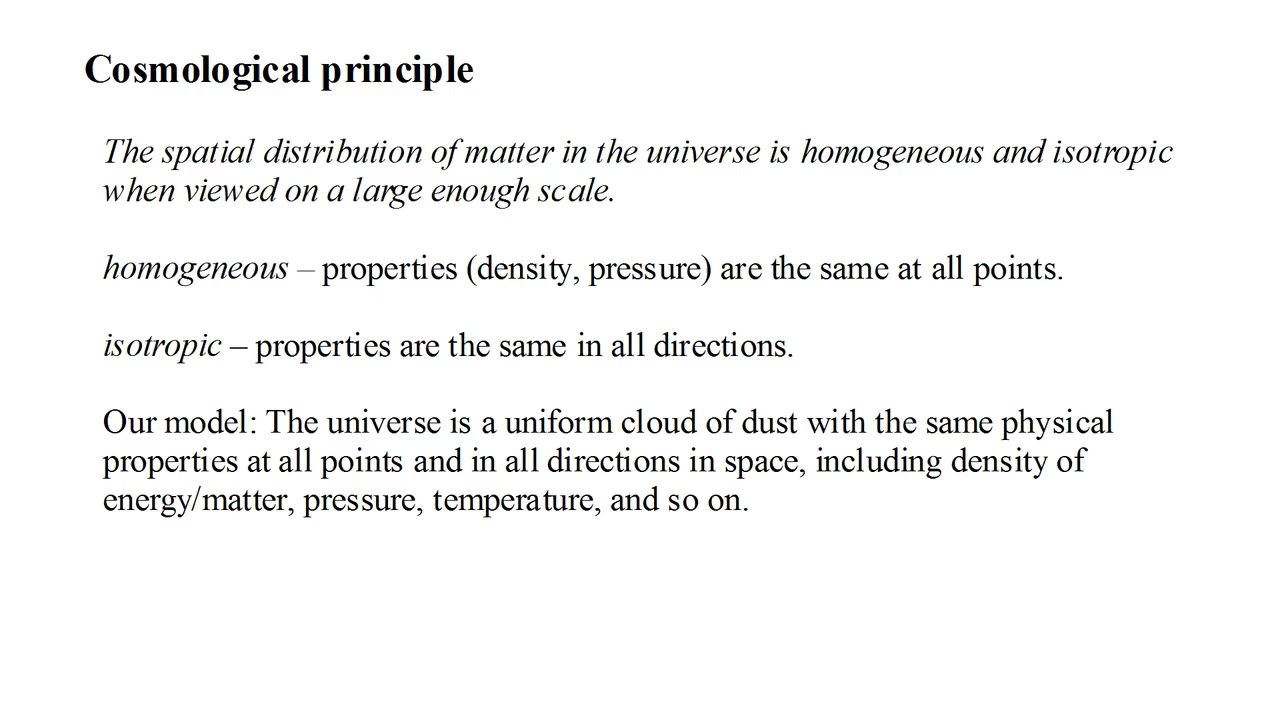 Cosmological principle
The spatial distribution of matter in the universe is homogeneous and isotropic
when viewed on a large enough scale.
homogeneous – properties (density, pressure) are the same at all points.
isotropic – properties are the same in all directions.
Our model: The universe is a uniform cloud of dust with the same physical
properties at all points and in all directions in space, including density of
energy/matter, pressure, temperature, and so on.